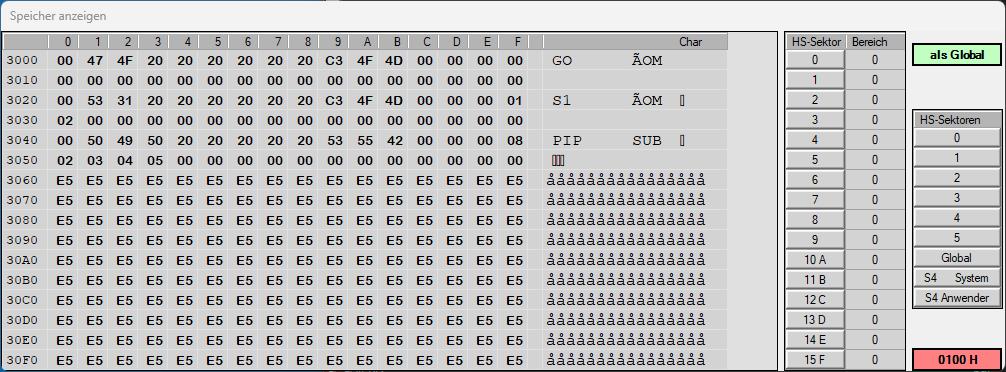 Speicher anzeigen
0 1 2 3 4 5 6 7 8 9 A B C D E F Char
3000 00 47 4F 20 20 20 20 20 20 C3 4F 4D 00 00 00 00 GO ÃOM
3010 00 00 00 00 00 00 00 00 00 00 00 00 00 00 00 00
3020 00 53 31 20 20 20 20 20 20 C3 4F 4D 00 00 00 01 S1 ÃOM ▯
3030 02 00 00 00 00 00 00 00 00 00 00 00 00 00 00 00
3040 00 50 49 50 20 20 20 20 20 53 55 42 00 00 00 08 PIP SUB ▯
3050 02 03 04 05 00 00 00 00 00 00 00 00 00 00 00 00 ▯▯▯
3060 E5 E5 E5 E5 E5 E5 E5 E5 E5 E5 E5 E5 E5 E5 E5 E5 åååååååååååååååå
3070 E5 E5 E5 E5 E5 E5 E5 E5 E5 E5 E5 E5 E5 E5 E5 E5 åååååååååååååååå
3080 E5 E5 E5 E5 E5 E5 E5 E5 E5 E5 E5 E5 E5 E5 E5 E5 åååååååååååååååå
3090 E5 E5 E5 E5 E5 E5 E5 E5 E5 E5 E5 E5 E5 E5 E5 E5 åååååååååååååååå
30A0 E5 E5 E5 E5 E5 E5 E5 E5 E5 E5 E5 E5 E5 E5 E5 E5 åååååååååååååååå
30B0 E5 E5 E5 E5 E5 E5 E5 E5 E5 E5 E5 E5 E5 E5 E5 E5 åååååååååååååååå
30C0 E5 E5 E5 E5 E5 E5 E5 E5 E5 E5 E5 E5 E5 E5 E5 E5 åååååååååååååååå
30D0 E5 E5 E5 E5 E5 E5 E5 E5 E5 E5 E5 E5 E5 E5 E5 E5 åååååååååååååååå
30E0 E5 E5 E5 E5 E5 E5 E5 E5 E5 E5 E5 E5 E5 E5 E5 E5 åååååååååååååååå
30F0 E5 E5 E5 E5 E5 E5 E5 E5 E5 E5 E5 E5 E5 E5 E5 E5 åååååååååååååååå
HS-Sektor Bereich
0 0
1 0
2 0
3 0
4 0
5 0
6 0
7 0
8 0
9 0
10 A 0
11 B 0
12 C 0
13 D 0
14 E 0
15 F 0
als Global
HS-Sektoren
0
1
2
3
4
5
Global
S4 System
S4 Anwender
0100 H